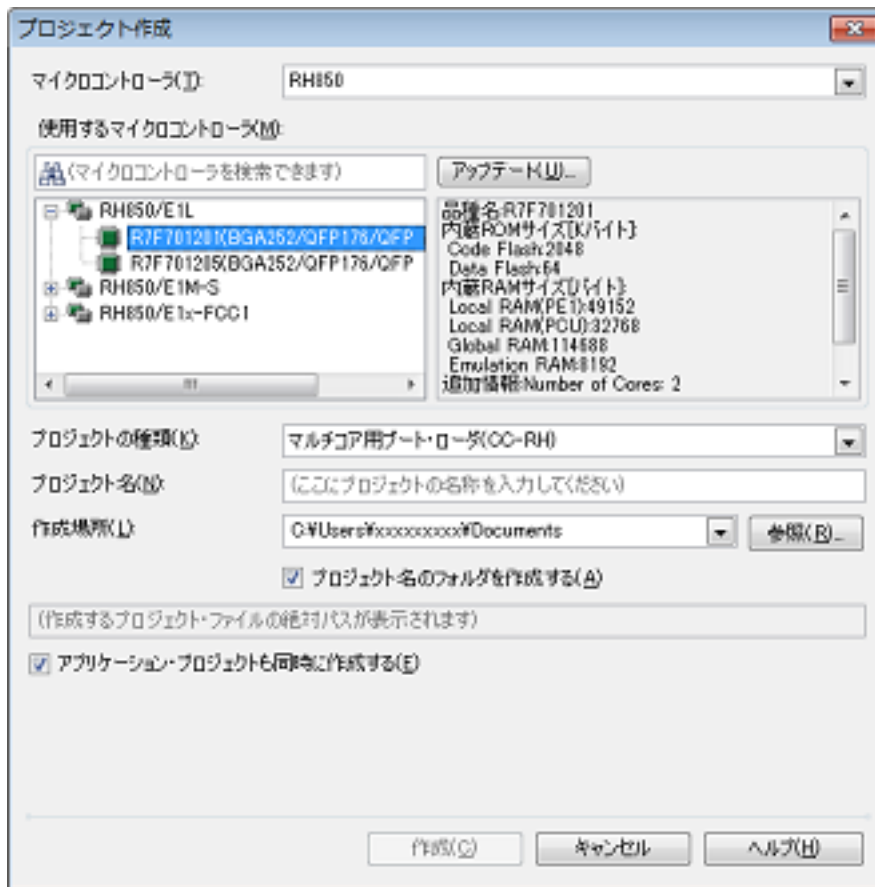 プロジェクト作成
マイクロコントローラ(T):
RH850
使用するマイクロコントローラ(M):
(マイクロコントローラを検索できます)
アップデート(U)...
RH850/E1L
R7F701201(BGA252/QFP176/QFP
R7F701205(BGA252/QFP176/QFP
RH850/E1M-S
RH850/E1x-FCC1
品種名:R7F701201
内蔵ROMサイズ[Kバイト]:
Code Flash:2048
Data Flash:64
内蔵RAMサイズ[バイト]:
Local RAM(PE1):49152
Local RAM(PCU):32768
Global RAM:114688
Emulation RAM:8192
追加情報:Number of Cores: 2
プロジェクトの種類(K):
マルチコア用ブート・ローダ(CC-RH)
プロジェクト名(N):
(ここにプロジェクトの名称を入力してください)
作成場所(L):
C:¥Users¥xxxxxxxxxx¥Documents
参照(R)...
プロジェクト名のフォルダを作成する(A)
(作成するプロジェクト・ファイルの絶対パスが表示されます)
アプリケーション・プロジェクトも同時に作成する(E)
作成(C)
キャンセル
ヘルプ(H)